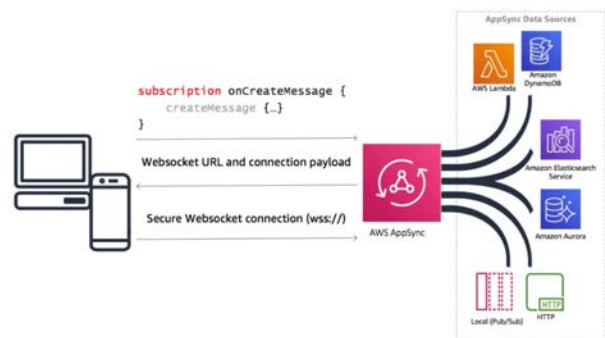 AppSync Data Sources
subscription onCreateMessage {
createMessage {…}
}
Websocket URL and connection payload
Secure Websocket connection (wss://)
AWS AppSync
AWS Lambda
Amazon
DynamoDB
Amazon Elasticsearch
Service
Amazon Aurora
Local (Pub/Sub)
HTTP
HTTP